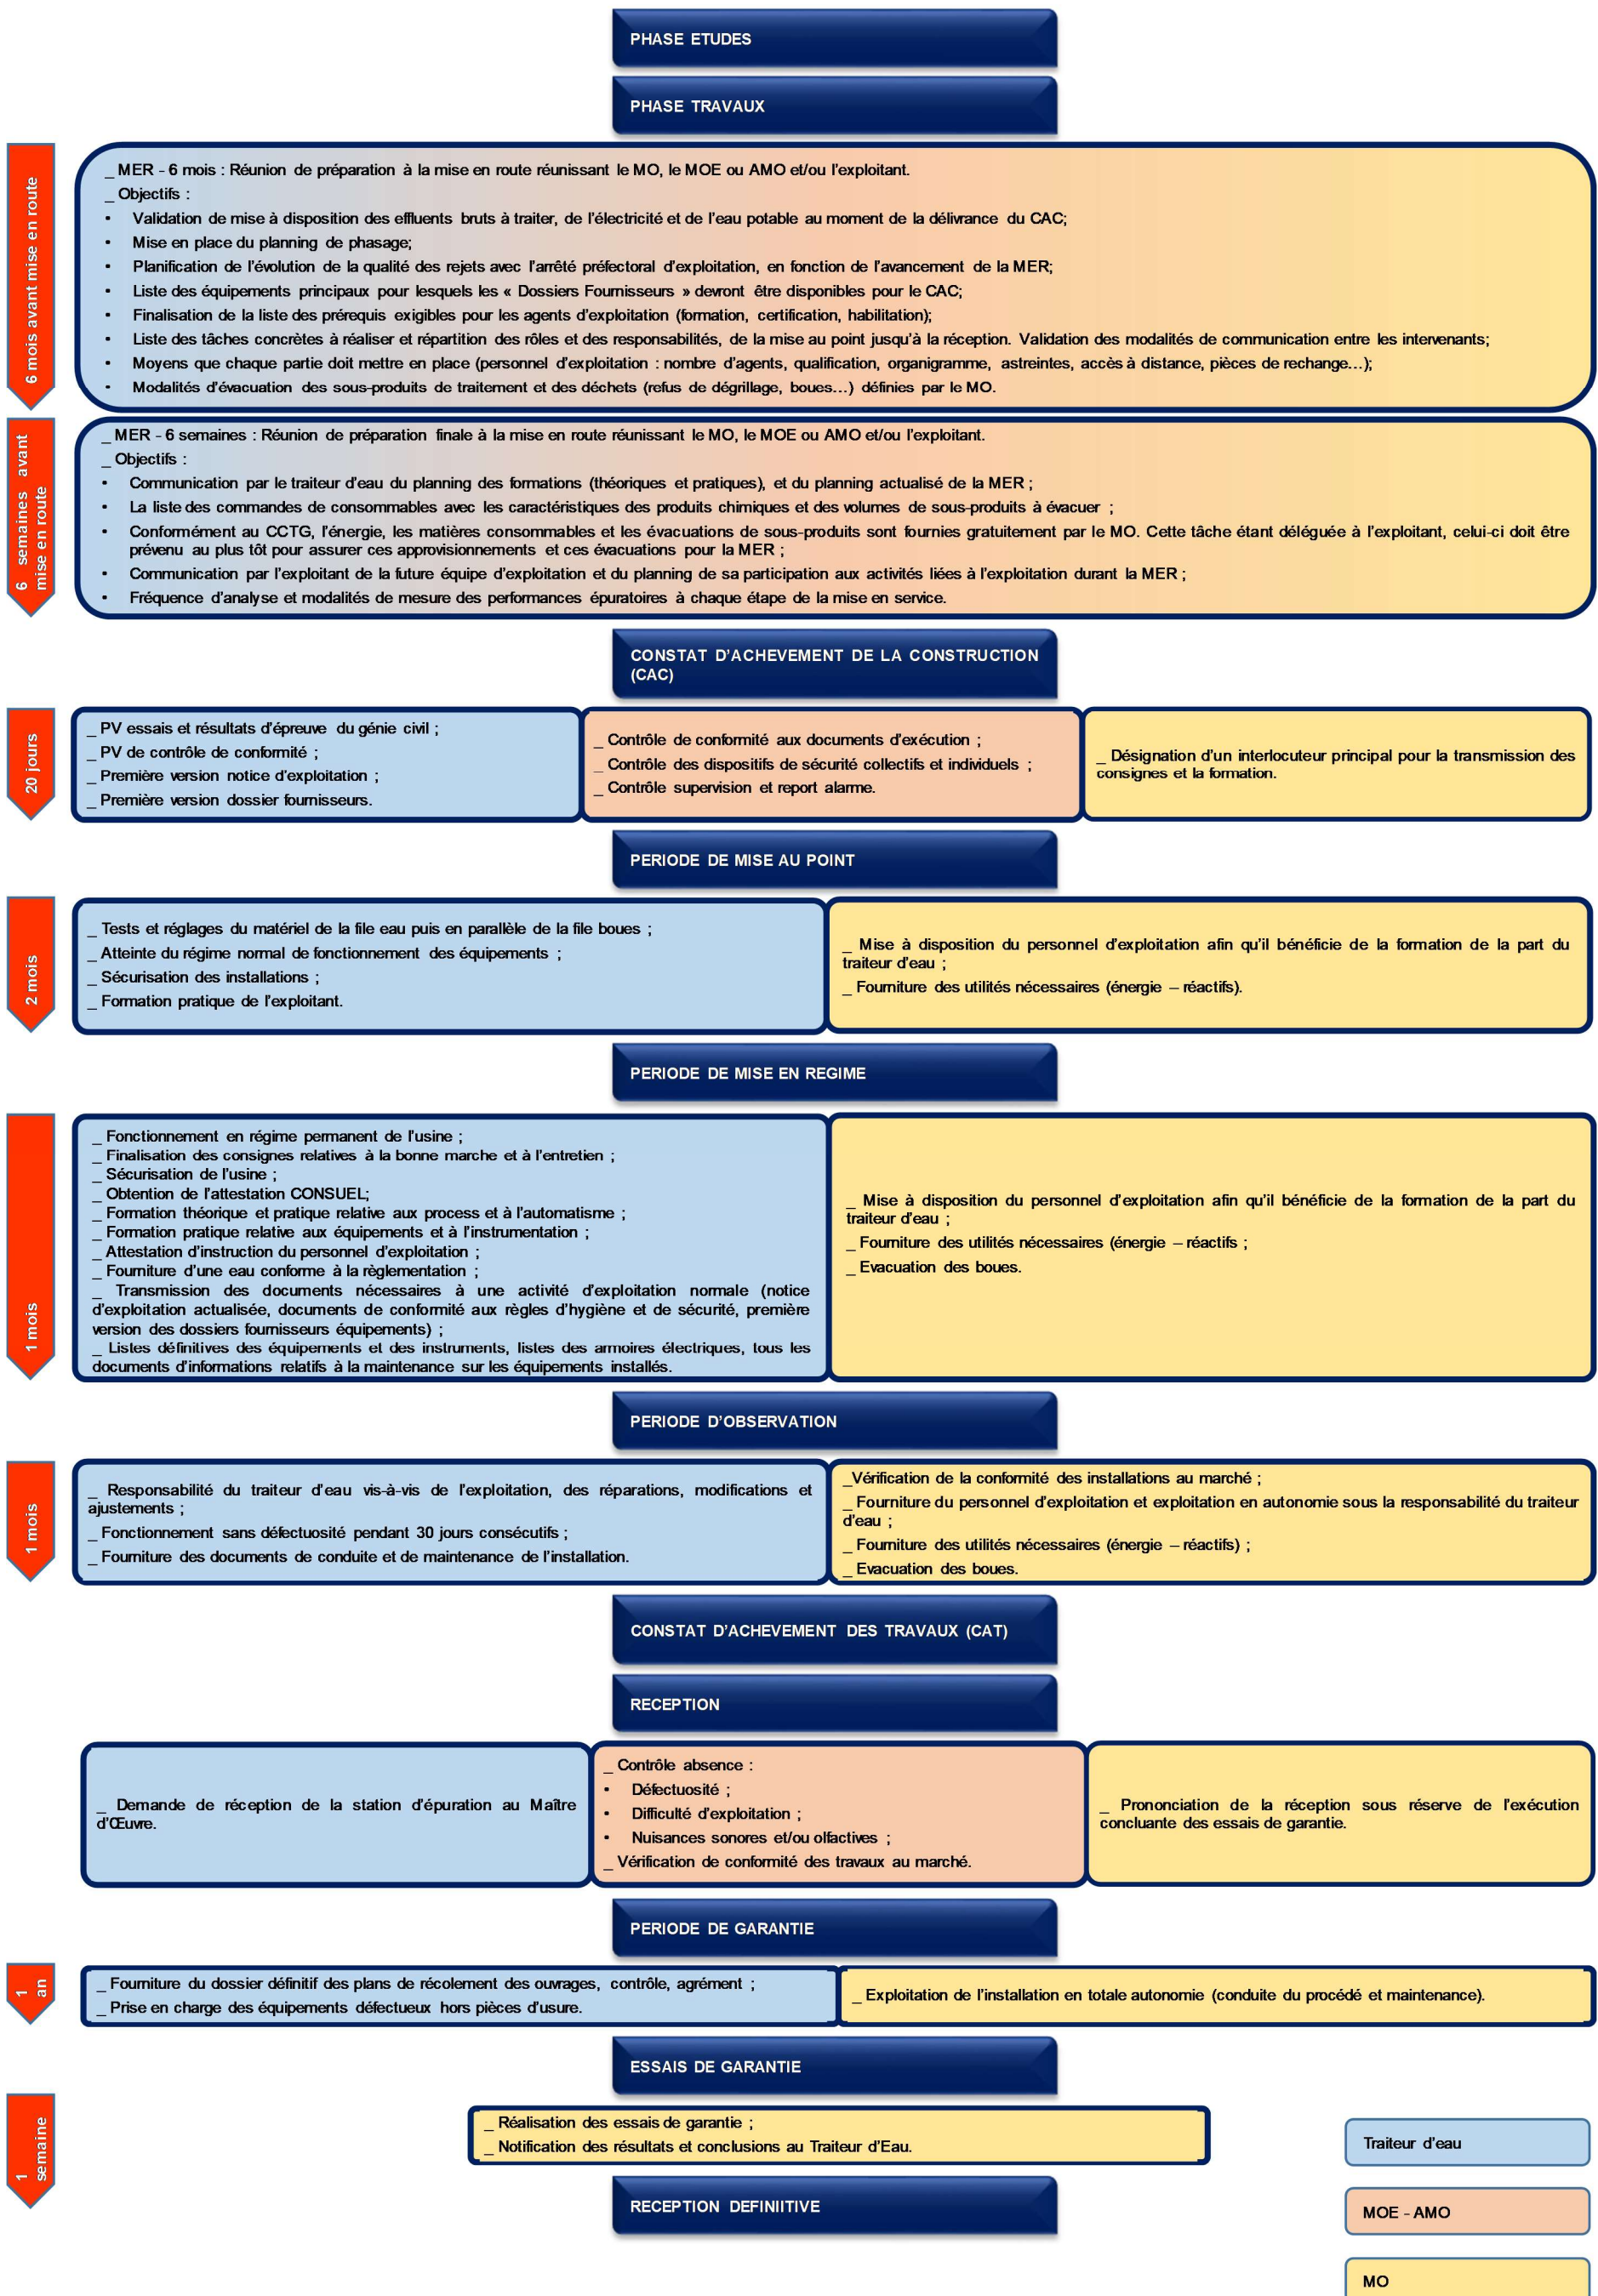 PHASE ETUDES
PHASE TRAVAUX
6 mois avant mise en route
_ MER - 6 mois : Réunion de préparation à la mise en route réunissant le MO, le MOE ou AMO et/ou l'exploitant.
_ Objectifs :
• Validation de mise à disposition des effluents bruts à traiter, de l'électricité et de l'eau potable au moment de la délivrance du CAC;
• Mise en place du planning de phasage;
• Planification de l'évolution de la qualité des rejets avec l'arrêté préfectoral d'exploitation, en fonction de l'avancement de la MER;
• Liste des équipements principaux pour lesquels les « Dossiers Fournisseurs » devront être disponibles pour le CAC;
• Finalisation de la liste des prérequis exigibles pour les agents d'exploitation (formation, certification, habilitation);
• Liste des tâches concrètes à réaliser et répartition des rôles et des responsabilités, de la mise au point jusqu'à la réception. Validation des modalités de communication entre les intervenants;
• Moyens que chaque partie doit mettre en place (personnel d'exploitation : nombre d'agents, qualification, organigramme, astreintes, accès à distance, pièces de rechange…);
• Modalités d'évacuation des sous-produits de traitement et des déchets (refus de dégrillage, boues…) définies par le MO.
6 semaines avant
mise en route
_ MER - 6 semaines : Réunion de préparation finale à la mise en route réunissant le MO, le MOE ou AMO et/ou l'exploitant.
_ Objectifs :
• Communication par le traiteur d'eau du planning des formations (théoriques et pratiques), et du planning actualisé de la MER ;
• La liste des commandes de consommables avec les caractéristiques des produits chimiques et des volumes de sous-produits à évacuer ;
• Conformément au CCTG, l'énergie, les matières consommables et les évacuations de sous-produits sont fournies gratuitement par le MO. Cette tâche étant déléguée à l'exploitant, celui-ci doit être
prévenu au plus tôt pour assurer ces approvisionnements et ces évacuations pour la MER ;
• Communication par l'exploitant de la future équipe d'exploitation et du planning de sa participation aux activités liées à l'exploitation durant la MER ;
• Fréquence d'analyse et modalités de mesure des performances épuratoires à chaque étape de la mise en service.
CONSTAT D'ACHEVEMENT DE LA CONSTRUCTION
(CAC)
20 jours
_ PV essais et résultats d'épreuve du génie civil ;
_ PV de contrôle de conformité ;
_ Première version notice d'exploitation ;
_ Première version dossier fournisseurs.
_ Contrôle de conformité aux documents d'exécution ;
_ Contrôle des dispositifs de sécurité collectifs et individuels ;
_ Contrôle supervision et report alarme.
_ Désignation d'un interlocuteur principal pour la transmission des
consignes et la formation.
PERIODE DE MISE AU POINT
2 mois
_ Tests et réglages du matériel de la file eau puis en parallèle de la file boues ;
_ Atteinte du régime normal de fonctionnement des équipements ;
_ Sécurisation des installations ;
_ Formation pratique de l'exploitant.
_ Mise à disposition du personnel d'exploitation afin qu'il bénéficie de la formation de la part du
traiteur d'eau ;
_ Fourniture des utilités nécessaires (énergie – réactifs).
PERIODE DE MISE EN REGIME
1 mois
_ Fonctionnement en régime permanent de l'usine ;
_ Finalisation des consignes relatives à la bonne marche et à l'entretien ;
_ Sécurisation de l'usine ;
_ Obtention de l'attestation CONSUEL;
_ Formation théorique et pratique relative aux process et à l'automatisme ;
_ Formation pratique relative aux équipements et à l'instrumentation ;
_ Attestation d'instruction du personnel d'exploitation ;
_ Fourniture d'une eau conforme à la règlementation ;
_ Transmission des documents nécessaires à une activité d'exploitation normale (notice
d'exploitation actualisée, documents de conformité aux règles d'hygiène et de sécurité, première
version des dossiers fournisseurs équipements) ;
_ Listes définitives des équipements et des instruments, listes des armoires électriques, tous les
documents d'informations relatifs à la maintenance sur les équipements installés.
_ Mise à disposition du personnel d'exploitation afin qu'il bénéficie de la formation de la part du
traiteur d'eau ;
_ Fourniture des utilités nécessaires (énergie – réactifs ;
_ Evacuation des boues.
PERIODE D'OBSERVATION
1 mois
_ Responsabilité du traiteur d'eau vis-à-vis de l'exploitation, des réparations, modifications et
ajustements ;
_ Fonctionnement sans défectuosité pendant 30 jours consécutifs ;
_ Fourniture des documents de conduite et de maintenance de l'installation.
_Vérification de la conformité des installations au marché ;
_ Fourniture du personnel d'exploitation et exploitation en autonomie sous la responsabilité du traiteur
d'eau ;
_ Fourniture des utilités nécessaires (énergie – réactifs) ;
_ Evacuation des boues.
CONSTAT D'ACHEVEMENT DES TRAVAUX (CAT)
RECEPTION
_ Demande de réception de la station d'épuration au Maître
d'Œuvre.
_ Contrôle absence :
• Défectuosité ;
• Difficulté d'exploitation ;
• Nuisances sonores et/ou olfactives ;
_ Vérification de conformité des travaux au marché.
_ Prononciation de la réception sous réserve de l'exécution
concluante des essais de garantie.
PERIODE DE GARANTIE
1
an
_ Fourniture du dossier définitif des plans de récolement des ouvrages, contrôle, agrément ;
_ Prise en charge des équipements défectueux hors pièces d'usure.
_ Exploitation de l'installation en totale autonomie (conduite du procédé et maintenance).
ESSAIS DE GARANTIE
1
semaine
_ Réalisation des essais de garantie ;
_ Notification des résultats et conclusions au Traiteur d'Eau.
RECEPTION DEFINIITIVE
Traiteur d'eau
MOE - AMO
MO